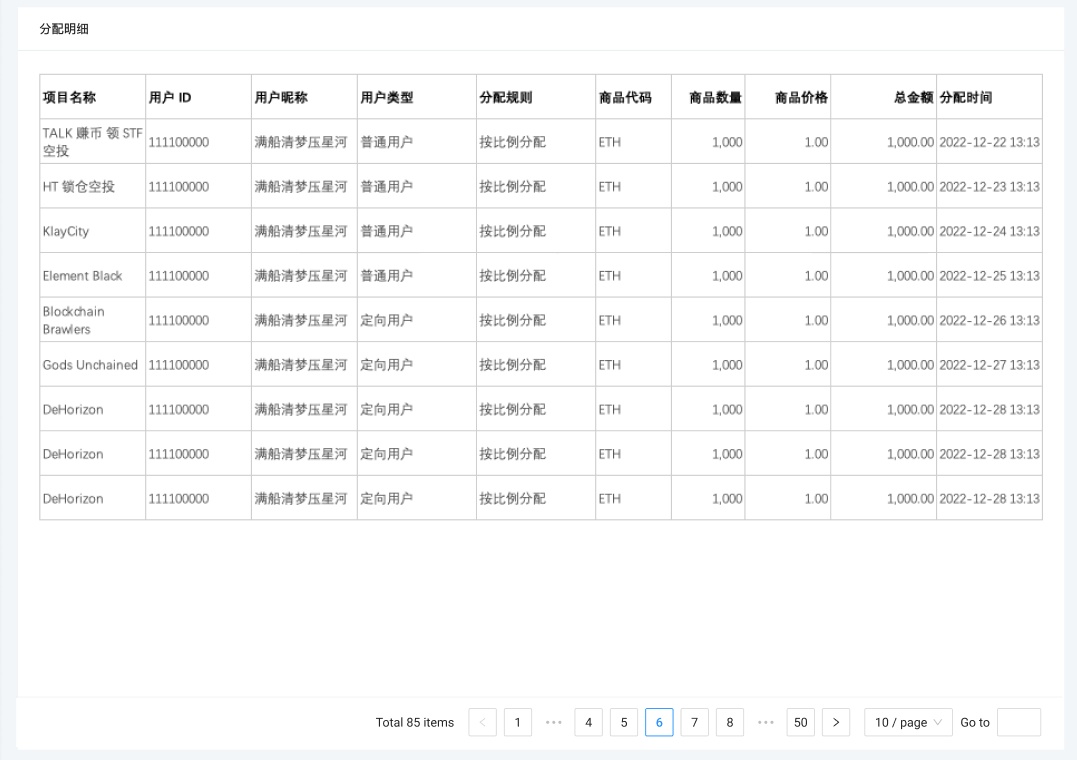 分配明细
项目名称 用户 ID 用户昵称 用户类型 分配规则 商品代码 商品数量 商品价格 总金额 分配时间
TALK 赚币 领 STF
空投 111100000 满船清梦压星河 普通用户 按比例分配 ETH 1,000 1.00 1,000.00 2022-12-22 13:13
HT 锁仓空投 111100000 满船清梦压星河 普通用户 按比例分配 ETH 1,000 1.00 1,000.00 2022-12-23 13:13
KlayCity 111100000 满船清梦压星河 普通用户 按比例分配 ETH 1,000 1.00 1,000.00 2022-12-24 13:13
Element Black 111100000 满船清梦压星河 普通用户 按比例分配 ETH 1,000 1.00 1,000.00 2022-12-25 13:13
Blockchain
Brawlers 111100000 满船清梦压星河 定向用户 按比例分配 ETH 1,000 1.00 1,000.00 2022-12-26 13:13
Gods Unchained 111100000 满船清梦压星河 定向用户 按比例分配 ETH 1,000 1.00 1,000.00 2022-12-27 13:13
DeHorizon 111100000 满船清梦压星河 定向用户 按比例分配 ETH 1,000 1.00 1,000.00 2022-12-28 13:13
DeHorizon 111100000 满船清梦压星河 定向用户 按比例分配 ETH 1,000 1.00 1,000.00 2022-12-28 13:13
DeHorizon 111100000 满船清梦压星河 定向用户 按比例分配 ETH 1,000 1.00 1,000.00 2022-12-28 13:13
Total 85 items < 1 ••• 4 5 6 7 8 ••• 50 > 10 / page Go to